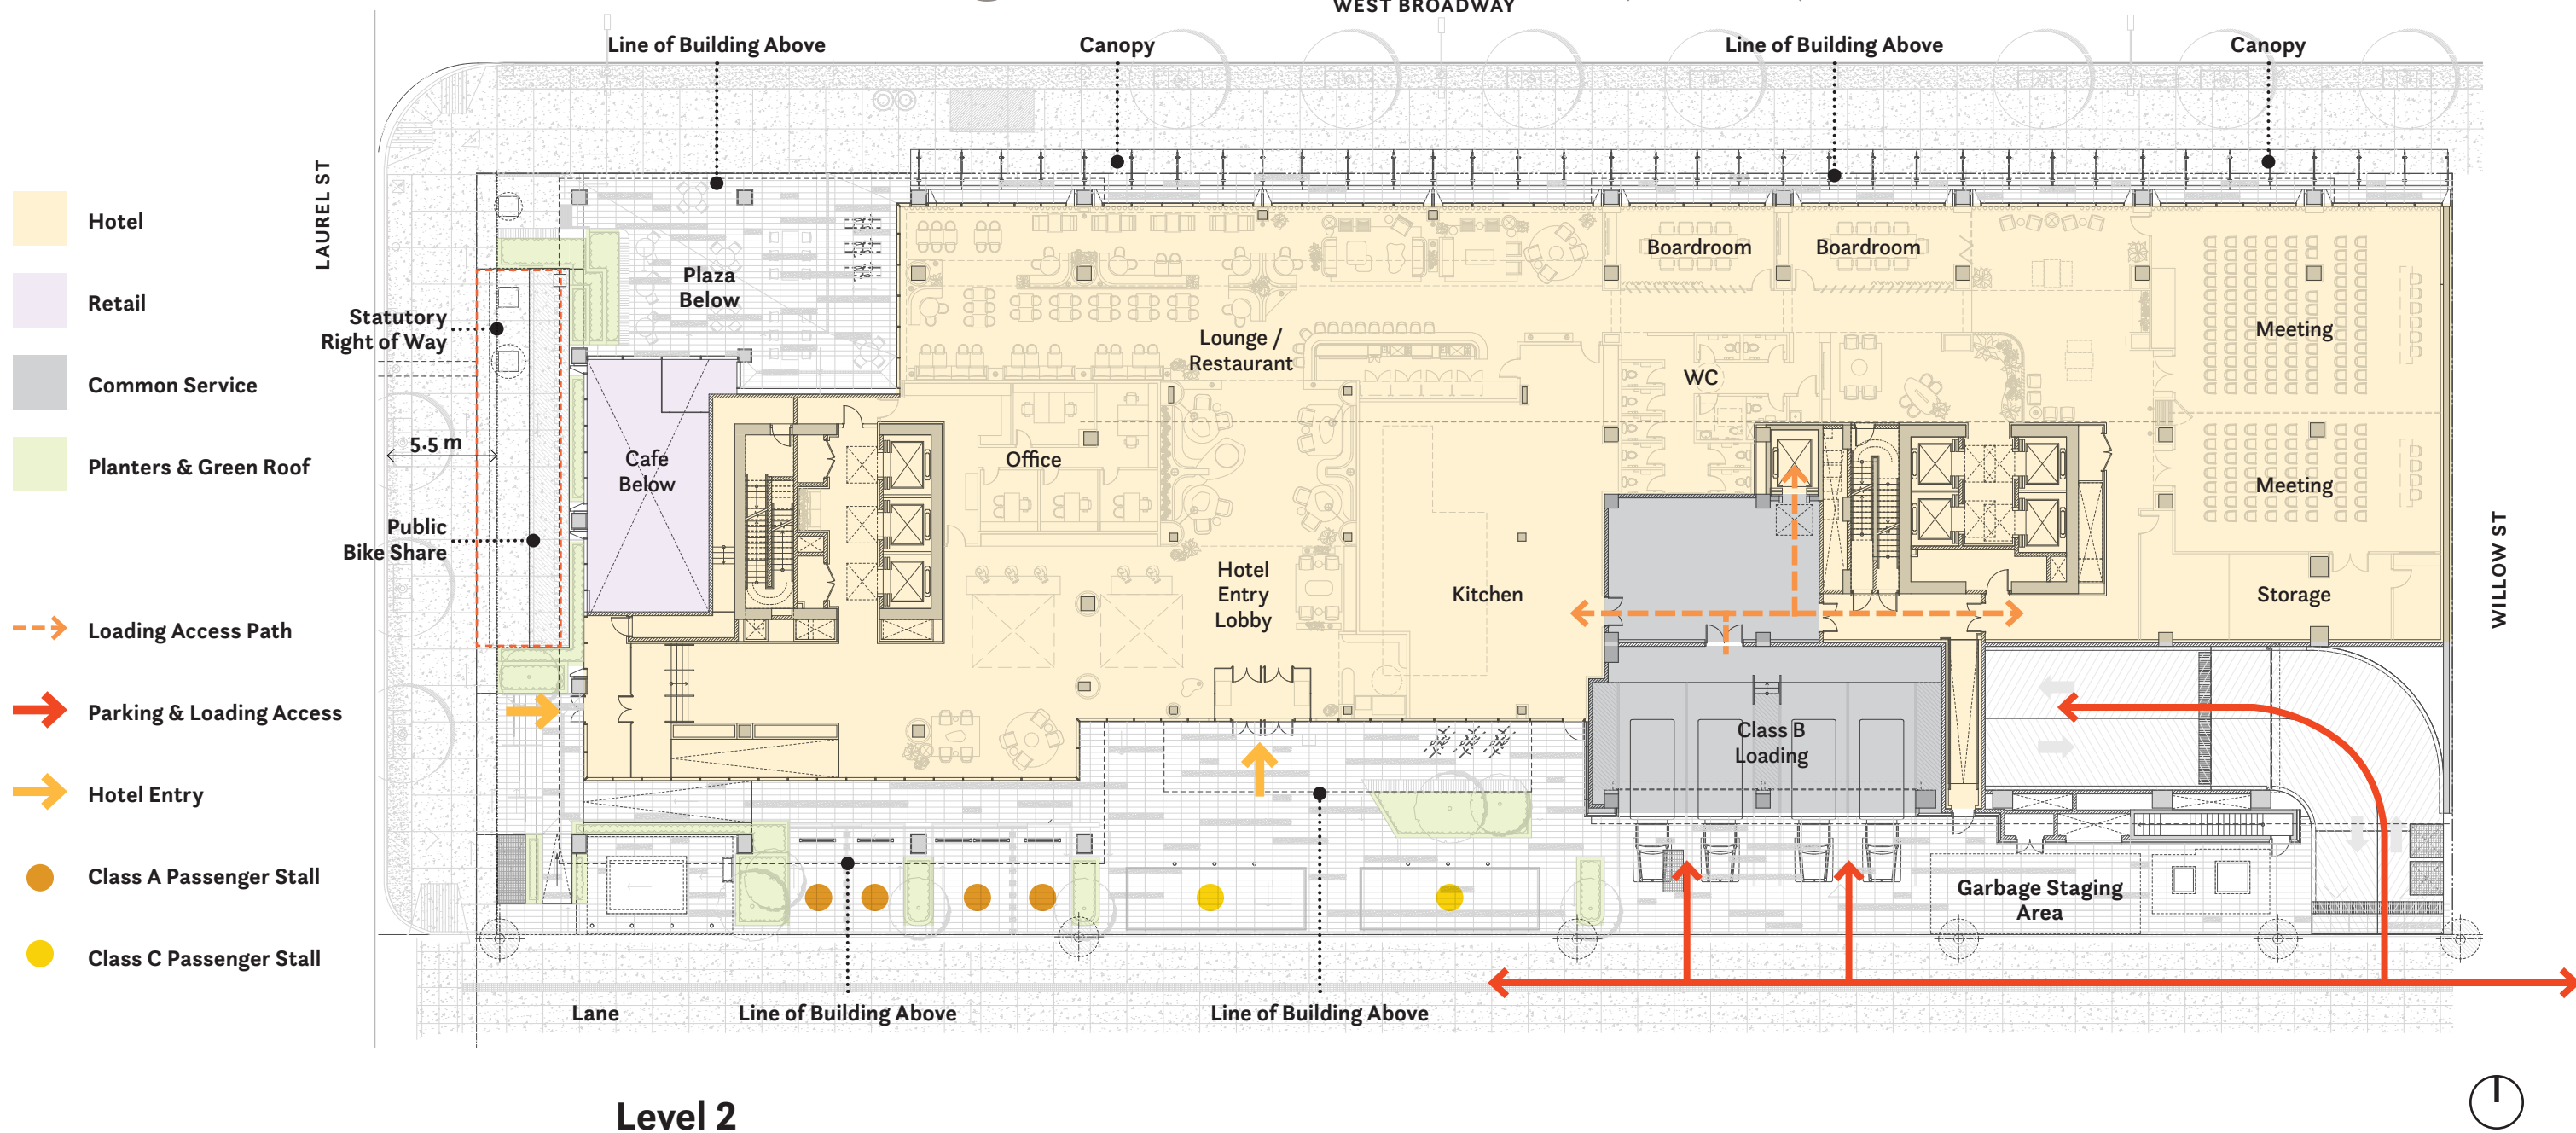 WEST BROADWAY
Line of Building Above
Canopy
Line of Building Above
Canopy
LAUREL ST
Hotel
Retail
Common Service
Planters & Green Roof
Statutory
Right of Way
5.5 m
Public
Bike Share
Loading Access Path
Parking & Loading Access
Hotel Entry
Class A Passenger Stall
Class C Passenger Stall
Plaza
Below
Cafe
Below
Lounge /
Restaurant
Office
Hotel
Entry
Lobby
Kitchen
Boardroom
Boardroom
WC
Meeting
Meeting
Storage
Class B
Loading
Garbage Staging
Area
WILLOW ST
Lane
Line of Building Above
Line of Building Above
Level 2